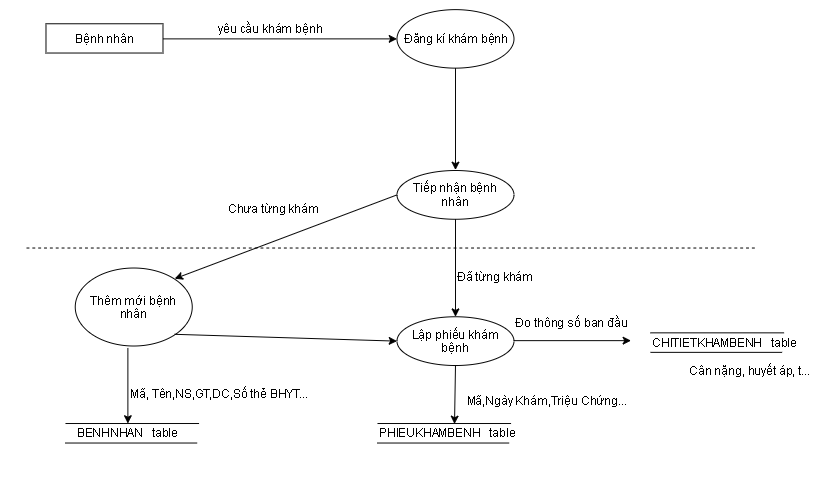 yêu cầu khám bệnh
Bệnh nhân
Đăng kí khám bệnh
Tiếp nhận bệnh
nhân
Chưa từng khám
Đã từng khám
Thêm mới bệnh
nhân
Lập phiếu khám
bệnh
Đo thông số ban đầu
CHITIETKHAMBENH table
Cân nặng, huyết áp, t...
Mã, Tên,NS,GT,DC,Số thẻ BHYT...
Mã,Ngày Khám,Triệu Chứng...
BENHNHAN table
PHIEUKHAMBENH table